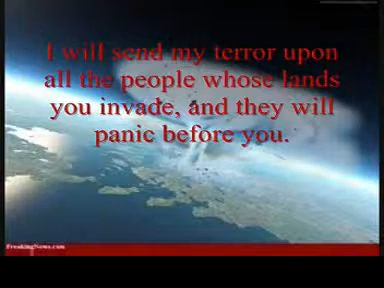 I will send my terror upon
all the people whose lands
you invade, and they will
panic before you.
FreakingNews.com